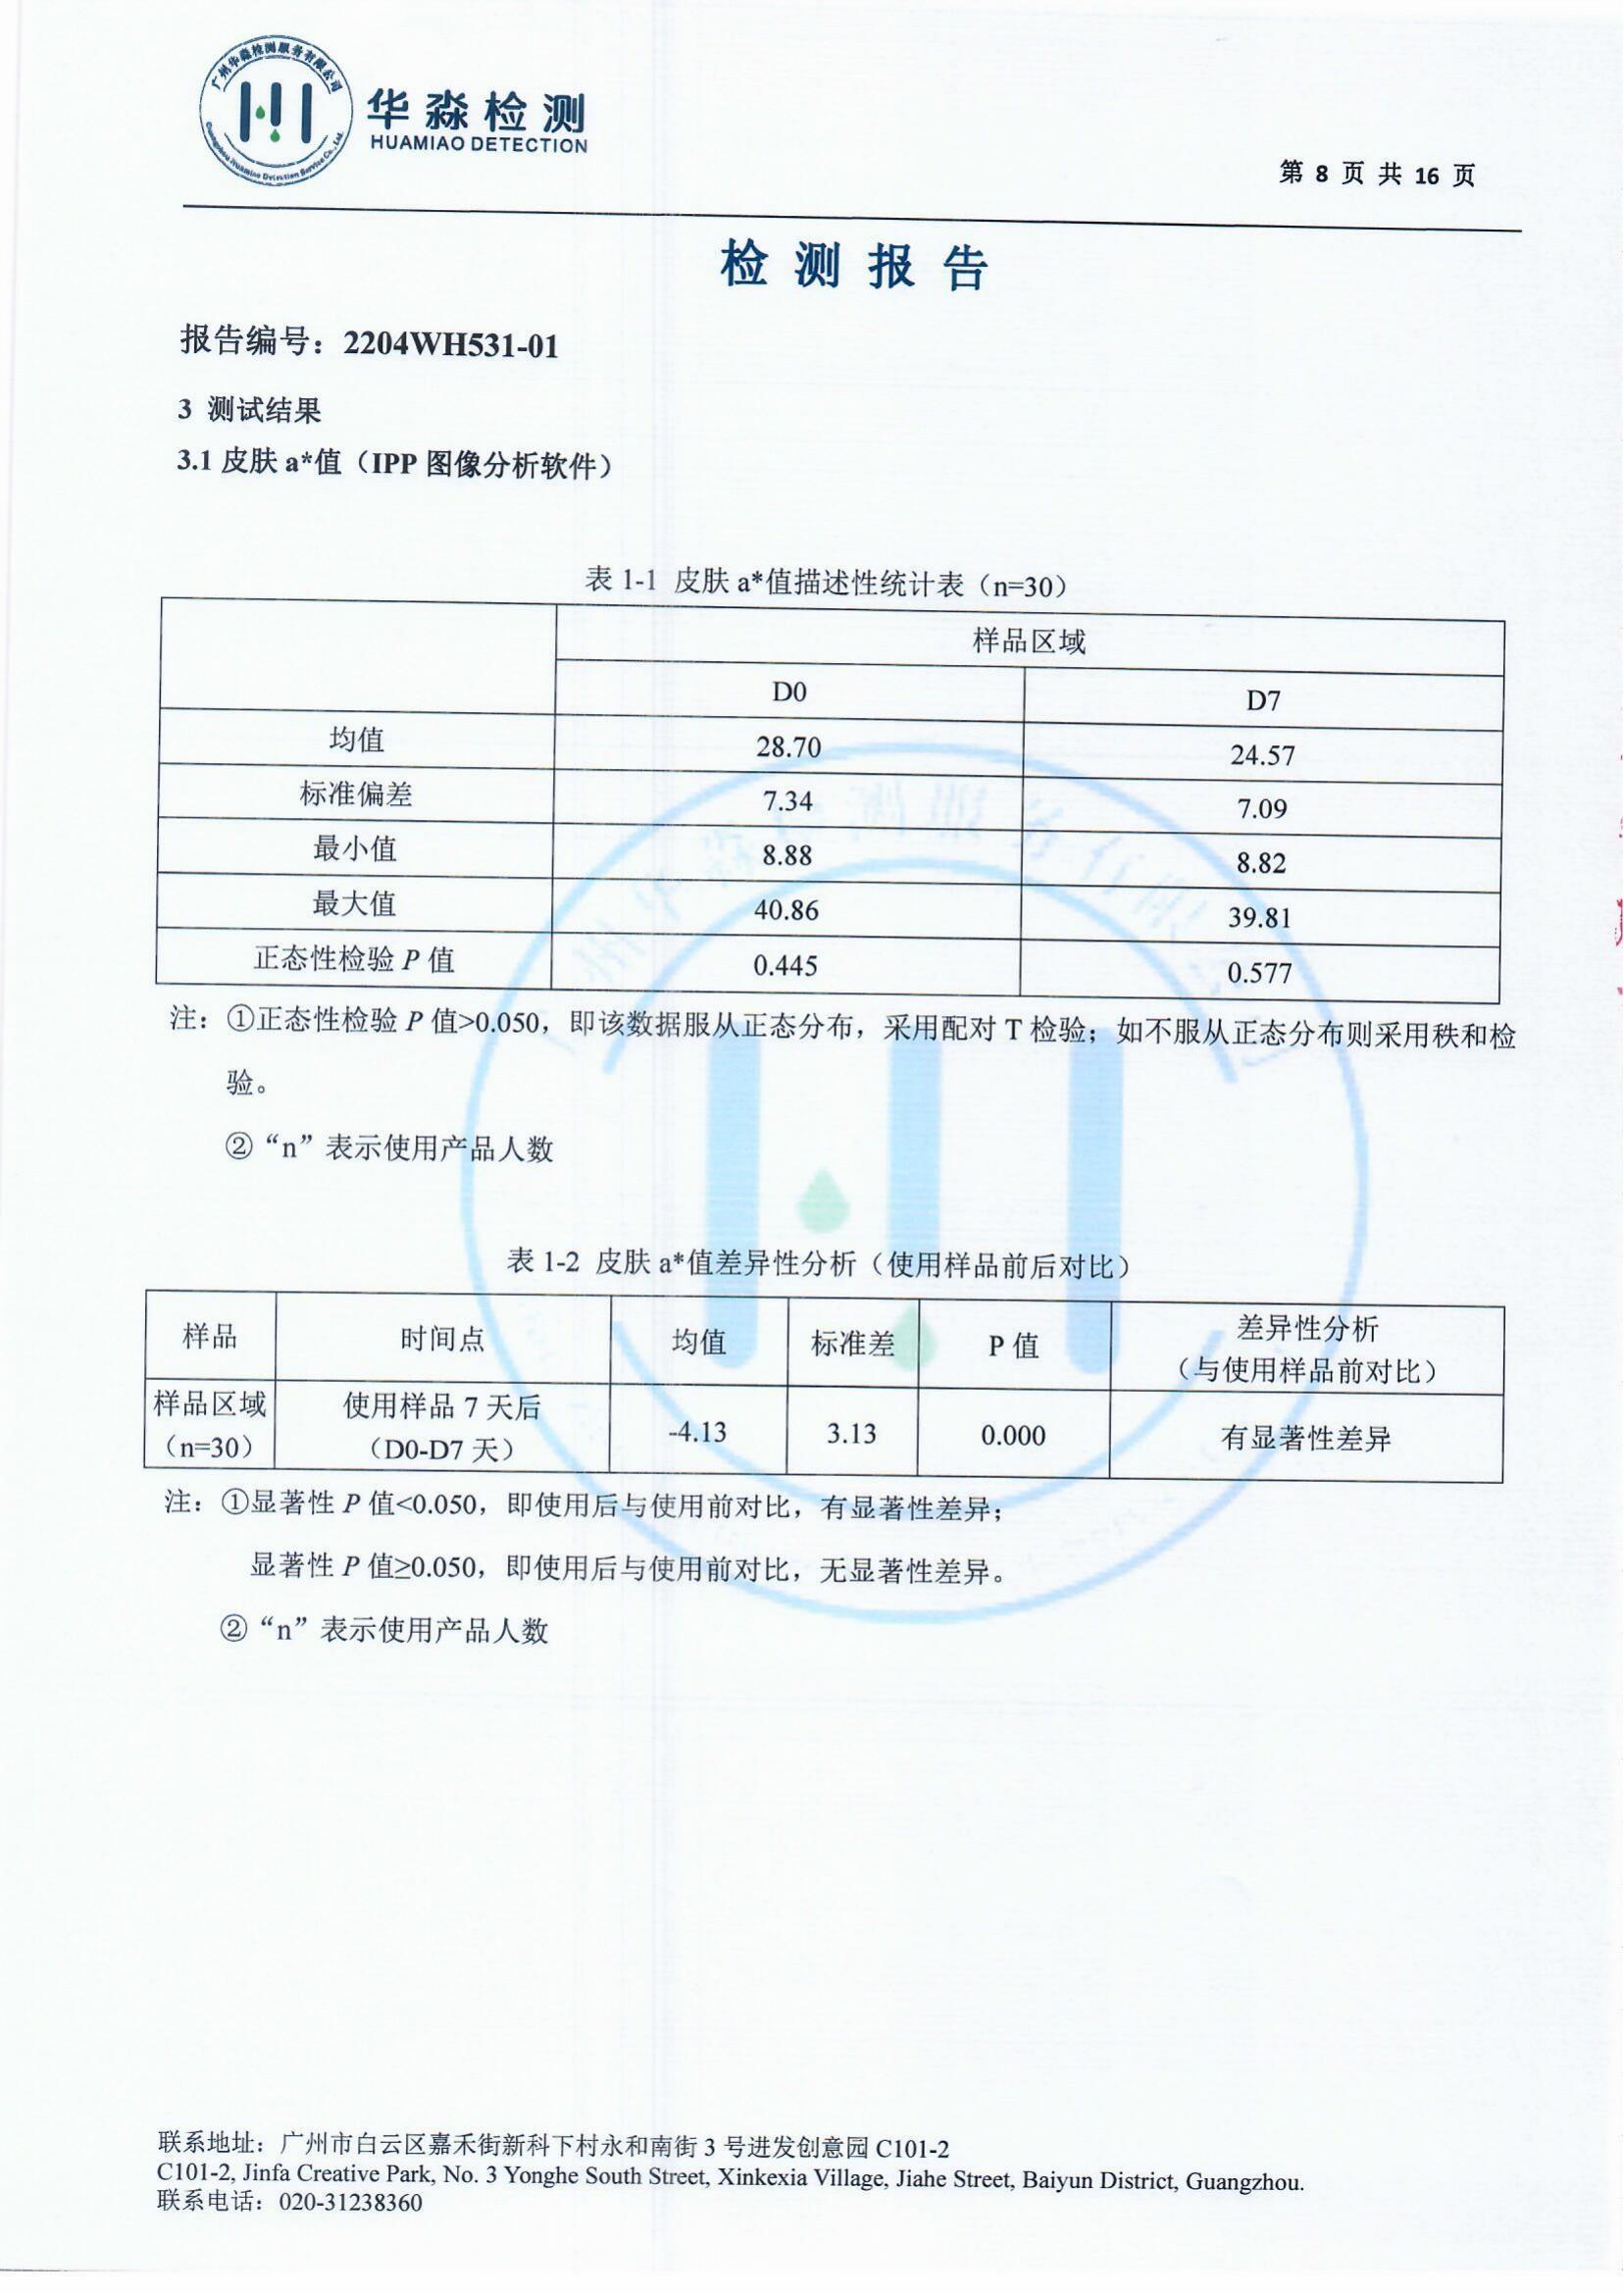 广州华淼检测服务有限公司
Guangzhou Huamiao Detection Service Co., Ltd.
华淼检测
HUAMIAO DETECTION
第 8 页 共 16 页
检测报告
报告编号：2204WH531-01
3 测试结果
3.1 皮肤 a*值（IPP 图像分析软件）
表 1-1 皮肤 a*值描述性统计表（n=30）
样品区域
D0 D7
均值 28.70 24.57
标准偏差 7.34 7.09
最小值 8.88 8.82
最大值 40.86 39.81
正态性检验 P 值 0.445 0.577
注：①正态性检验 P 值>0.050，即该数据服从正态分布，采用配对 T 检验；如不服从正态分布则采用秩和检
验。
②“n”表示使用产品人数
表 1-2 皮肤 a*值差异性分析（使用样品前后对比）
样品 时间点 均值 标准差 P 值 差异性分析
（与使用样品前对比）
样品区域 使用样品 7 天后 -4.13 3.13 0.000 有显著性差异
（n=30） （D0-D7 天）
注：①显著性 P 值<0.050，即使用后与使用前对比，有显著性差异；
显著性 P 值≥0.050，即使用后与使用前对比，无显著性差异。
②“n”表示使用产品人数
联系地址：广州市白云区嘉禾街新科下村永和南街 3 号进发创意园 C101-2
C101-2, Jinfa Creative Park, No. 3 Yonghe South Street, Xinkexia Village, Jiahe Street, Baiyun District, Guangzhou.
联系电话：020-31238360